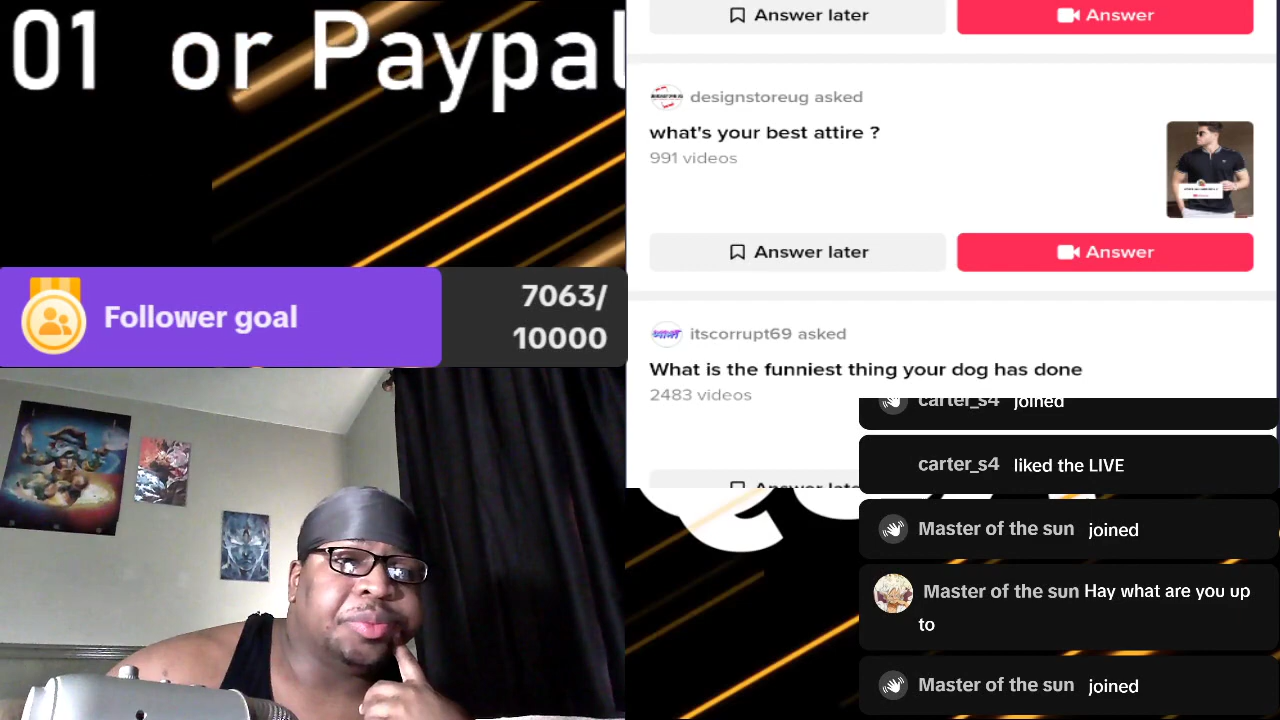 01 or Paypal
Follower goal
7063/
10000
Answer later
Answer
designstoreug asked
what's your best attire ?
991 videos
Answer later
Answer
itscorrupt69 asked
What is the funniest thing your dog has done
2483 videos
Answer later
carter_s4 joined
carter_s4 liked the LIVE
Master of the sun joined
Master of the sun Hay what are you up
to
Master of the sun joined